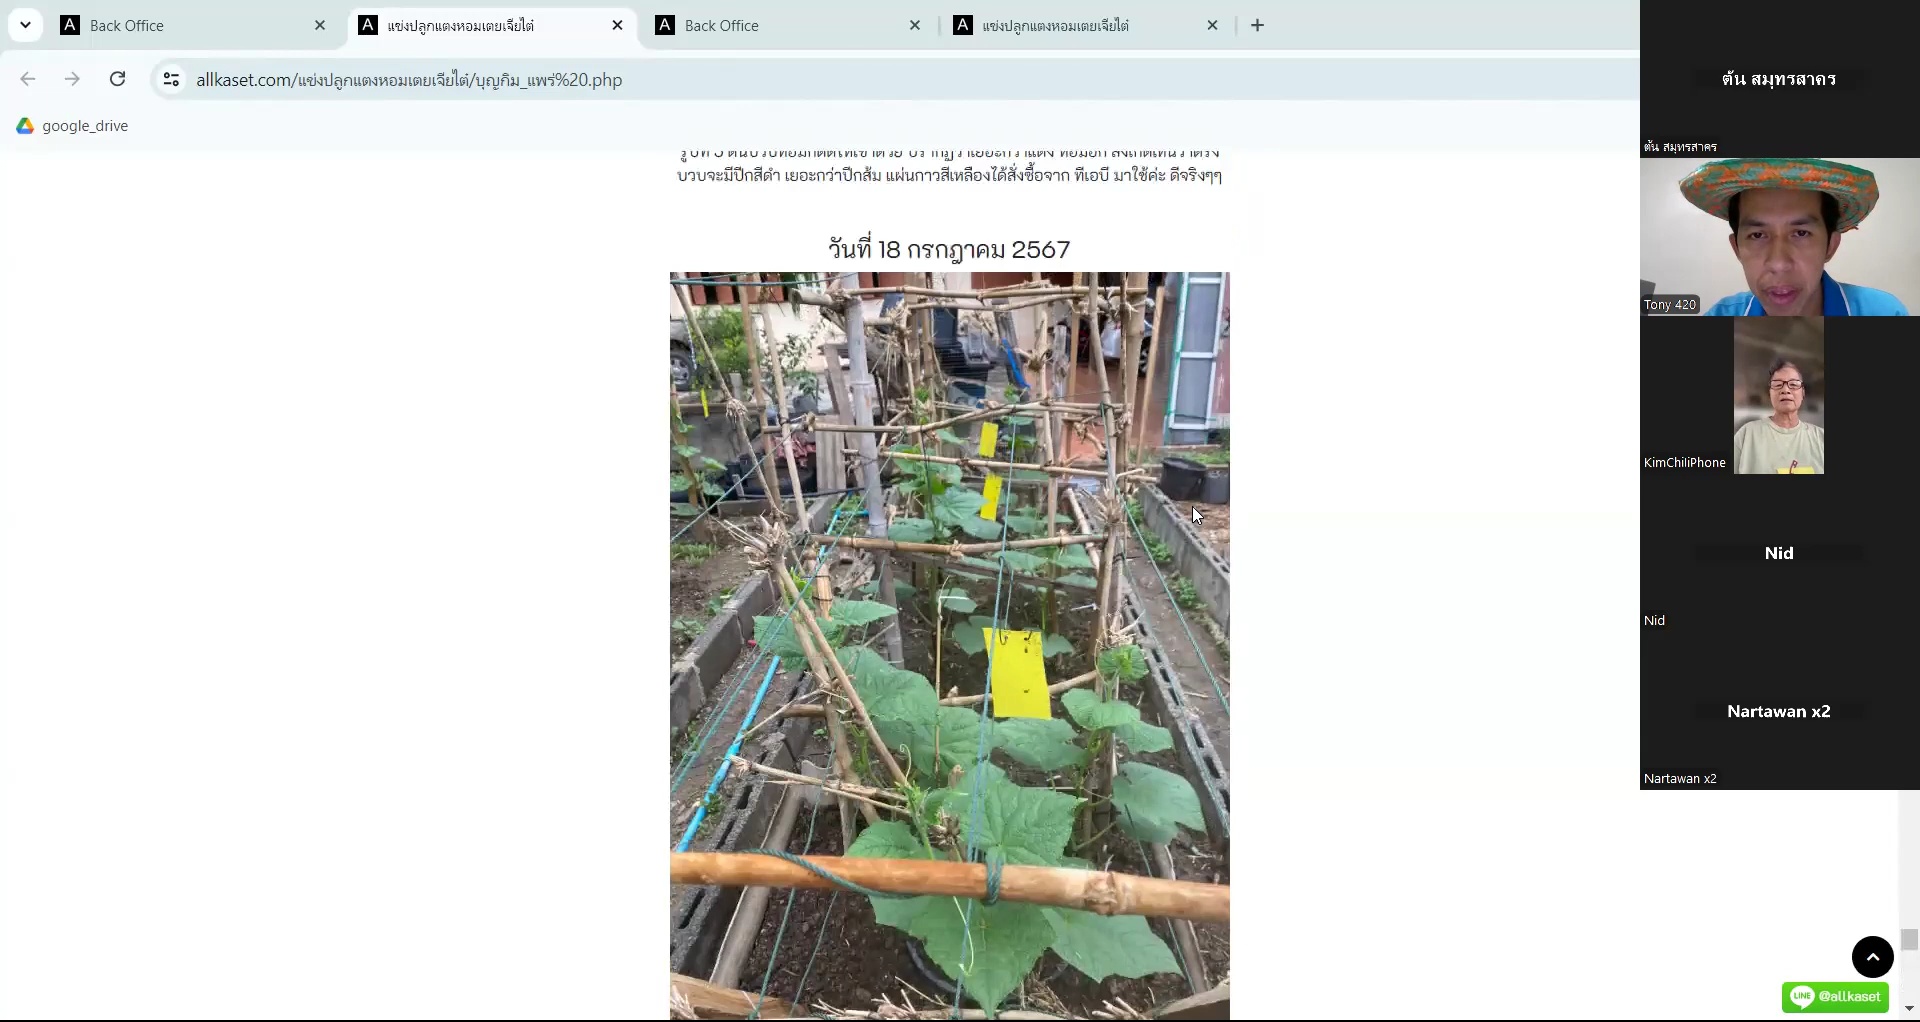 Back Office
แข่งปลูกแตงหอมเตยเจียไต๋
Back Office
แข่งปลูกแตงหอมเตยเจียไต๋
allkaset.com/แข่งปลูกแตงหอมเตยเจียไต๋/บุญกิม_แพร่%20.php
google_drive
บวบจะมีปีกสีดำ เยอะกว่าปีกส้ม แผ่นกาวสีเหลืองได้สั่งซื้อจาก ทีเอบี มาใช้ค่ะ ดีจริงๆๆ
วันที่ 18 กรกฎาคม 2567
ต้น สมุทรสาคร
ต้น สมุทรสาคร
Tony 420
KimChiliPhone
Nid
Nid
Nartawan x2
Nartawan x2
LINE @allkaset